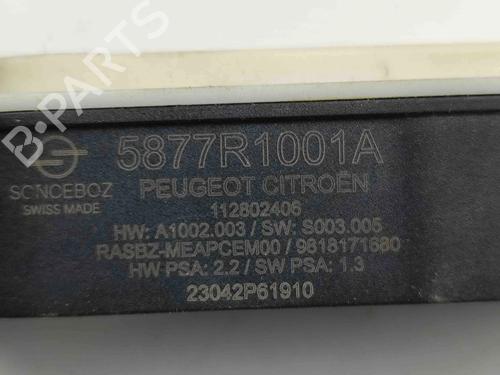 5877R1001A
SONCEBOZ
SWISS MADE
PEUGEOT CITROËN
112802406
HW: A1002.003 / SW: S003.005
RASBZ-MEAPCEM00 / 9818171680
HW PSA: 2.2 / SW PSA: 1.3
23042P61910
B-PARTS